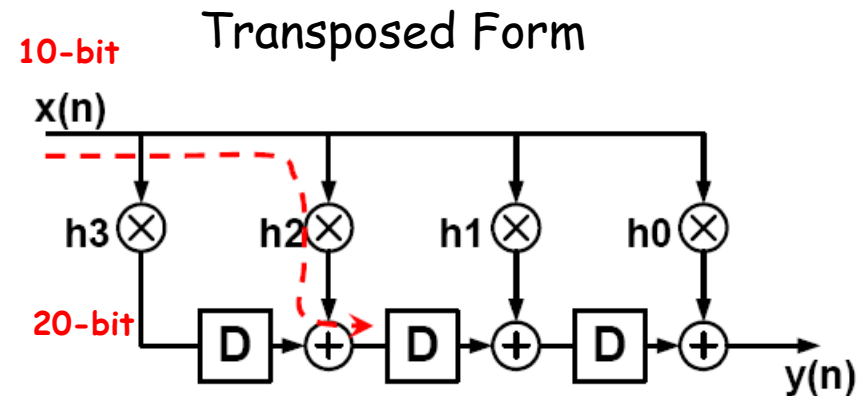 Transposed Form
10-bit
x(n)
h3 h2 h1 h0
20-bit
D D D
y(n)